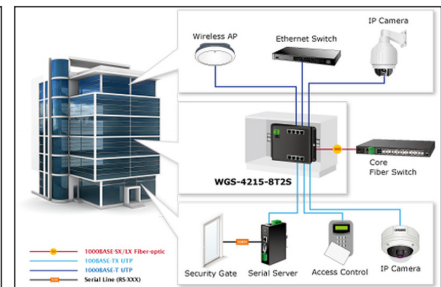 IP Camera
Wireless AP
Ethernet Switch
WGS-4215-8T2S
Core
Fiber Switch
Security Gate
Serial Server
Access Control
IP Camera
1000BASE-SX/LX Fiber-optic
100BASE-TX UTP
1000BASE-T UTP
Serial Line (RS-XXX)